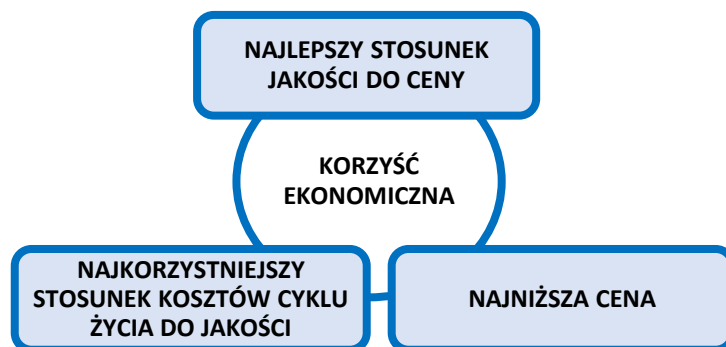 NAJLEPSZY STOSUNEK
JAKOŚCI DO CENY
KORZYŚĆ
EKONOMICZNA
NAJKORZYSTNIEJSZY
STOSUNEK KOSZTÓW CYKLU
ŻYCIA DO JAKOŚCI
NAJNIŻSZA CENA